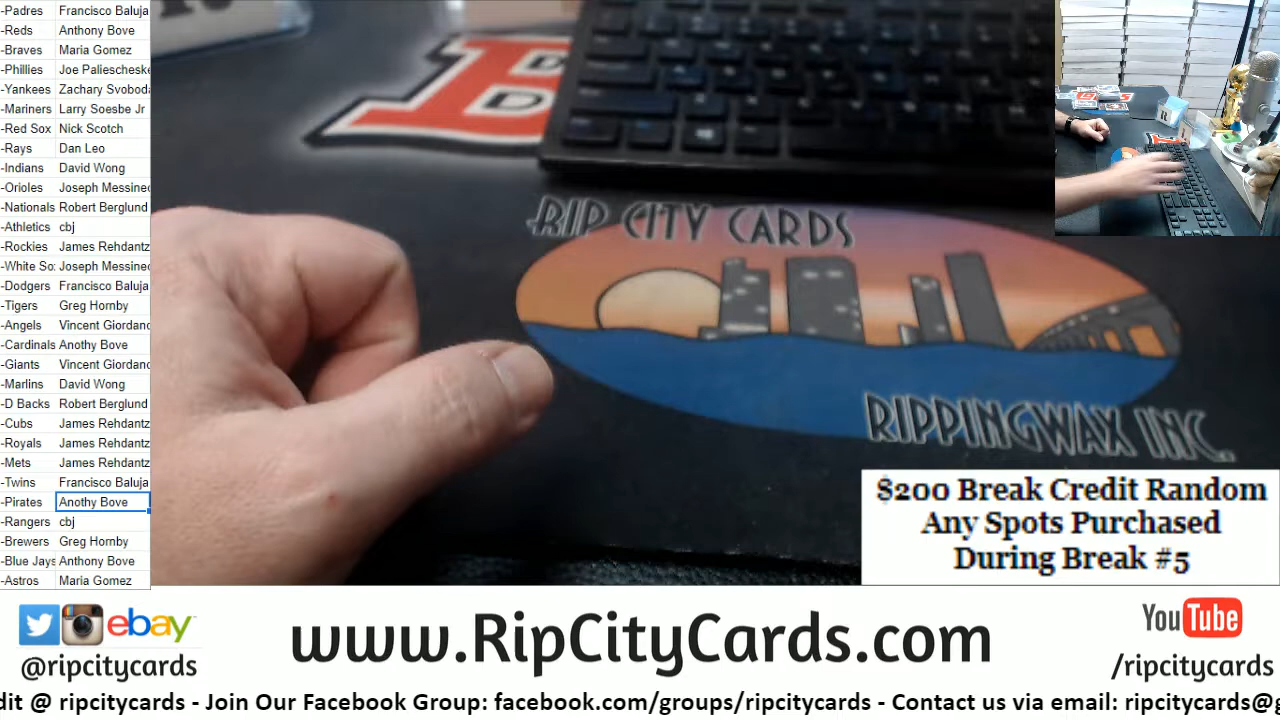 -Padres Francisco Baluja
-Reds Anthony Bove
-Braves Maria Gomez
-Phillies Joe Paliescheske
-Yankees Zachary Svoboda
-Mariners Larry Soesbe Jr
-Red Sox Nick Scotch
-Rays Dan Leo
-Indians David Wong
-Orioles Joseph Messineo
-Nationals Robert Berglund
-Athletics cbj
-Rockies James Rehdantz
-White So: Joseph Messineo
-Dodgers Francisco Baluja
-Tigers Greg Hornby
-Angels Vincent Giordano
-Cardinals Anothy Bove
-Giants Vincent Giordano
-Marlins David Wong
-D Backs Robert Berglund
-Cubs James Rehdantz
-Royals James Rehdantz
-Mets James Rehdantz
-Twins Francisco Baluja
-Pirates Anothy Bove
-Rangers cbj
-Brewers Greg Hornby
-Blue Jays Anthony Bove
-Astros Maria Gomez
RIP CITY CARDS
RIPPINGWAX INC.
$200 Break Credit Random
Any Spots Purchased
During Break #5
ebay
@ripcitycards
www.RipCityCards.com
YouTube
/ripcitycards
dit @ ripcitycards - Join Our Facebook Group: facebook.com/groups/ripcitycards - Contact us via email: ripcitycards@g